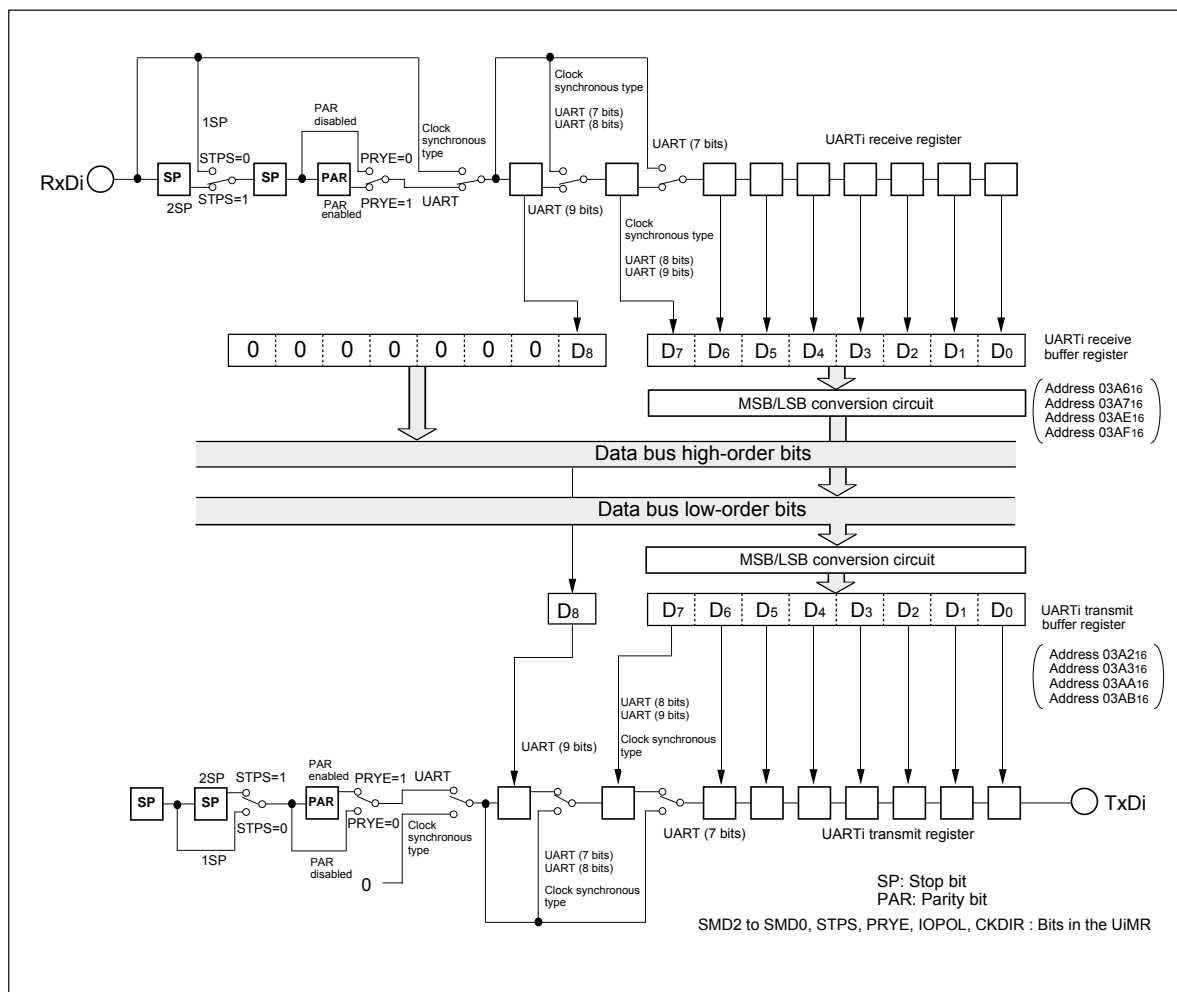 Clock
synchronous type
UART (7 bits)
UART (8 bits)
PAR
disabled
1SP
Clock
synchronous
type
UART (7 bits)
UARTi receive register
STPS=0
PRYE=0
RxDi
SP
SP
PAR
STPS=1
2SP
PAR
enabled
PRYE=1
UART
UART (9 bits)
Clock
synchronous type
UART (8 bits)
UART (9 bits)
0 0 0 0 0 0 0 D8
D7 D6 D5 D4 D3 D2 D1 D0
UARTi receive
buffer register
MSB/LSB conversion circuit
Address 03A616
Address 03A716
Address 03AE16
Address 03AF16
Data bus high-order bits
Data bus low-order bits
MSB/LSB conversion circuit
D8
D7 D6 D5 D4 D3 D2 D1 D0
UARTi transmit
buffer register
Address 03A216
Address 03A316
Address 03AA16
Address 03AB16
UART (8 bits)
UART (9 bits)
UART (9 bits)
Clock synchronous
type
2SP
STPS=1
PAR
enabled
PRYE=1
UART
SP
SP
PAR
TxDi
STPS=0
PRYE=0
1SP
Clock
synchronous
type
PAR
disabled
0
UART (7 bits)
UARTi transmit register
UART (7 bits)
UART (8 bits)
Clock synchronous
type
SP: Stop bit
PAR: Parity bit
SMD2 to SMD0, STPS, PRYE, IOPOL, CKDIR : Bits in the UiMR